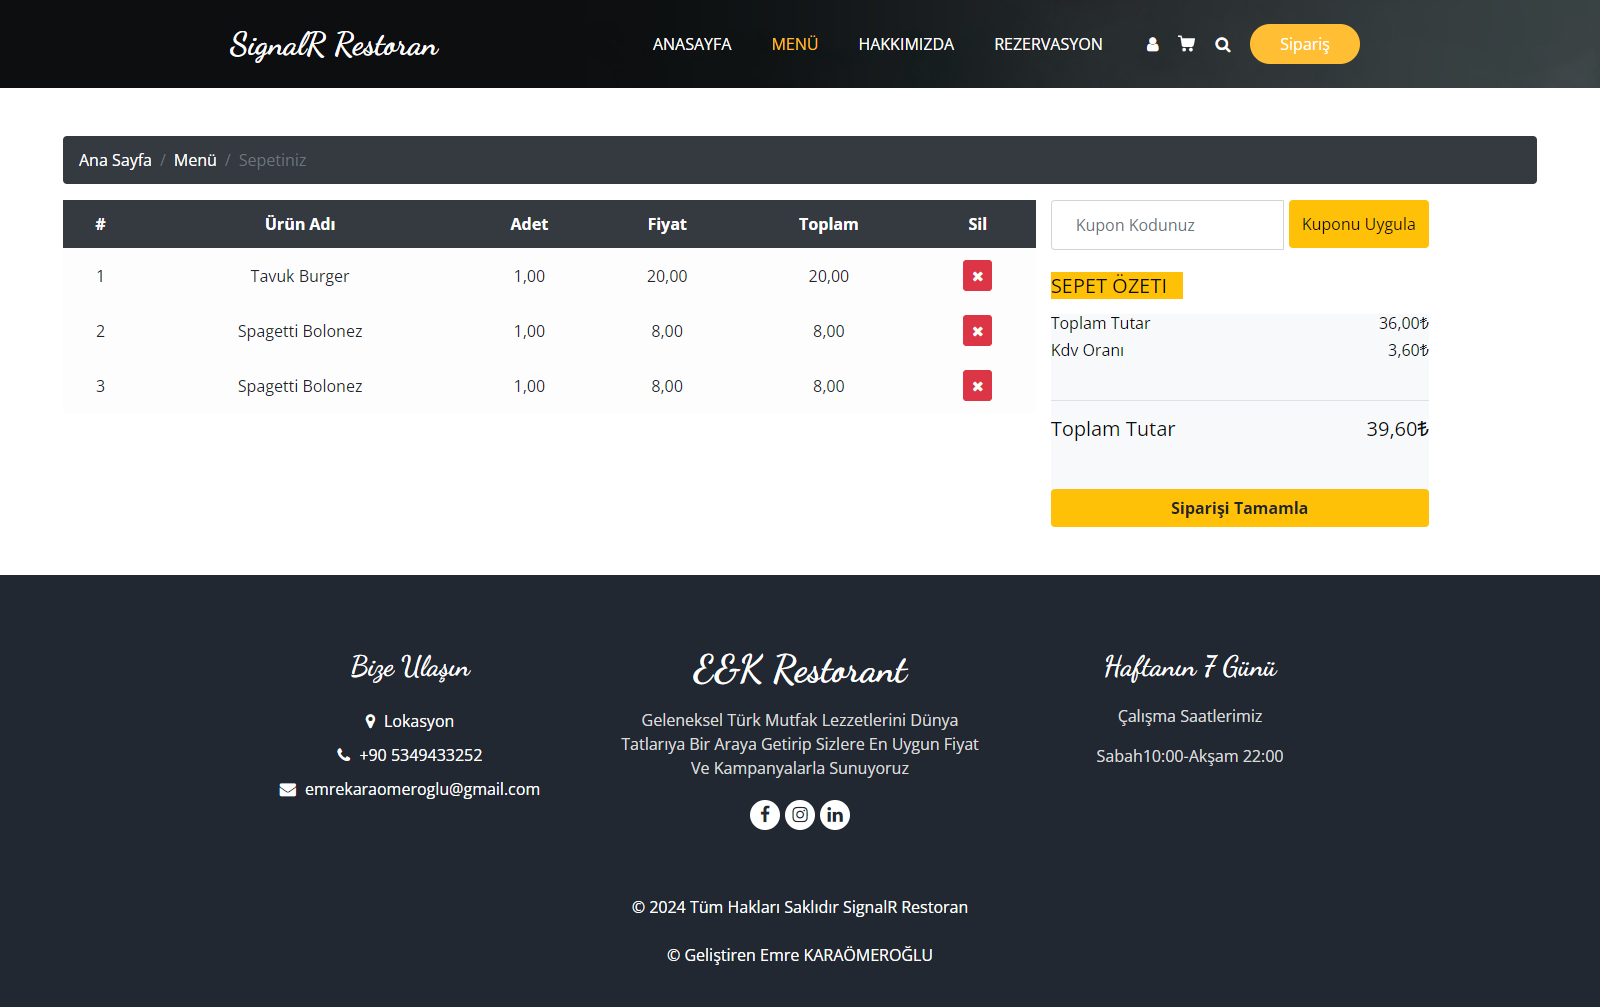 SignalR Restoran
ANASAYFA MENÜ HAKKIMIZDA REZERVASYON Sipariş
Ana Sayfa / Menü / Sepetiniz
# Ürün Adı Adet Fiyat Toplam Sil
1 Tavuk Burger 1,00 20,00 20,00
2 Spagetti Bolonez 1,00 8,00 8,00
3 Spagetti Bolonez 1,00 8,00 8,00
Kupon Kodunuz Kuponu Uygula
SEPET ÖZETI
Toplam Tutar 36,00₺
Kdv Oranı 3,60₺
Toplam Tutar 39,60₺
Siparişi Tamamla
Bize Ulaşın
Lokasyon
+90 5349433252
emrekaraomeroglu@gmail.com
E&K Restorant
Geleneksel Türk Mutfak Lezzetlerini Dünya
Tatlarıya Bir Araya Getirip Sizlere En Uygun Fiyat
Ve Kampanyalarla Sunuyoruz
Haftanın 7 Günü
Çalışma Saatlerimiz
Sabah10:00-Akşam 22:00
© 2024 Tüm Hakları Saklıdır SignalR Restoran
© Geliştiren Emre KARAÖMEROĞLU